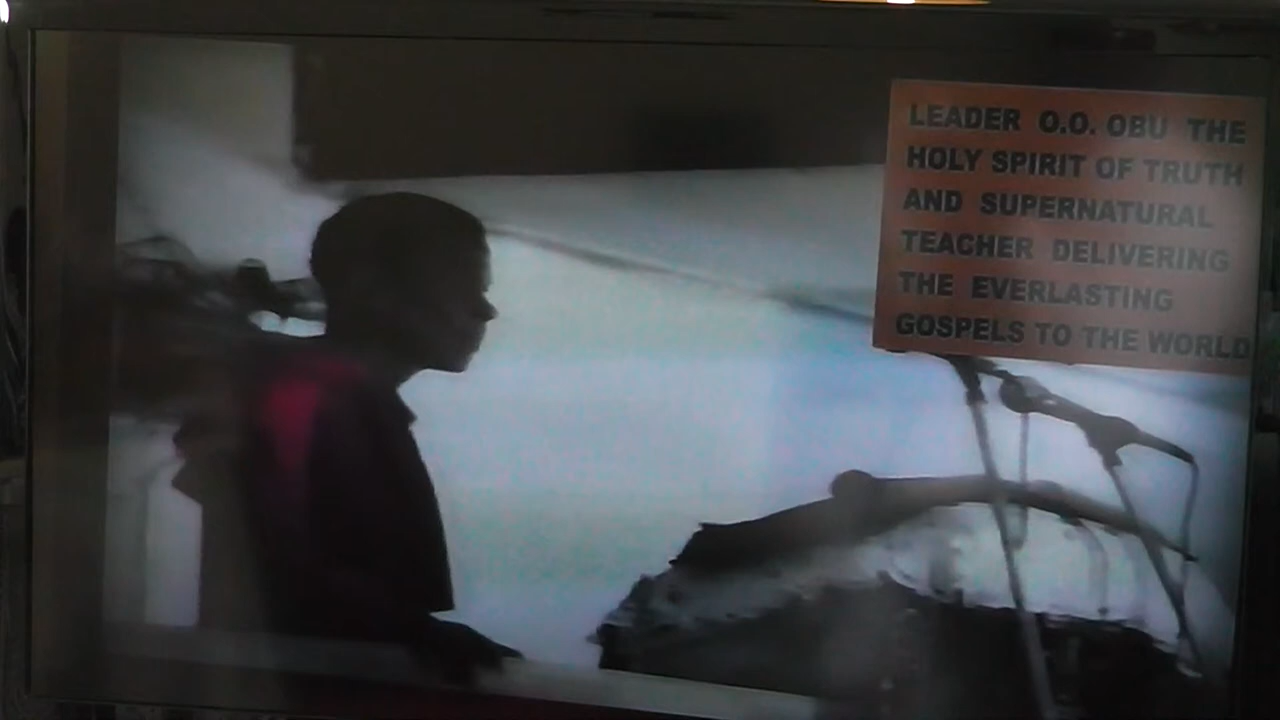 LEADER O.O. OBU THE
HOLY SPIRIT OF TRUTH
AND SUPERNATURAL
TEACHER DELIVERING
THE EVERLASTING
GOSPELS TO THE WORLD